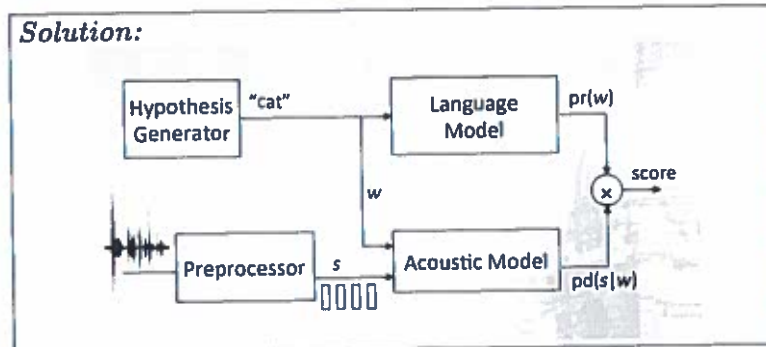 Solution:
Hypothesis
Generator
"cat"
Language
Model
pr(w)
w
×
score
Preprocessor
s
Acoustic Model
pd(s|w)